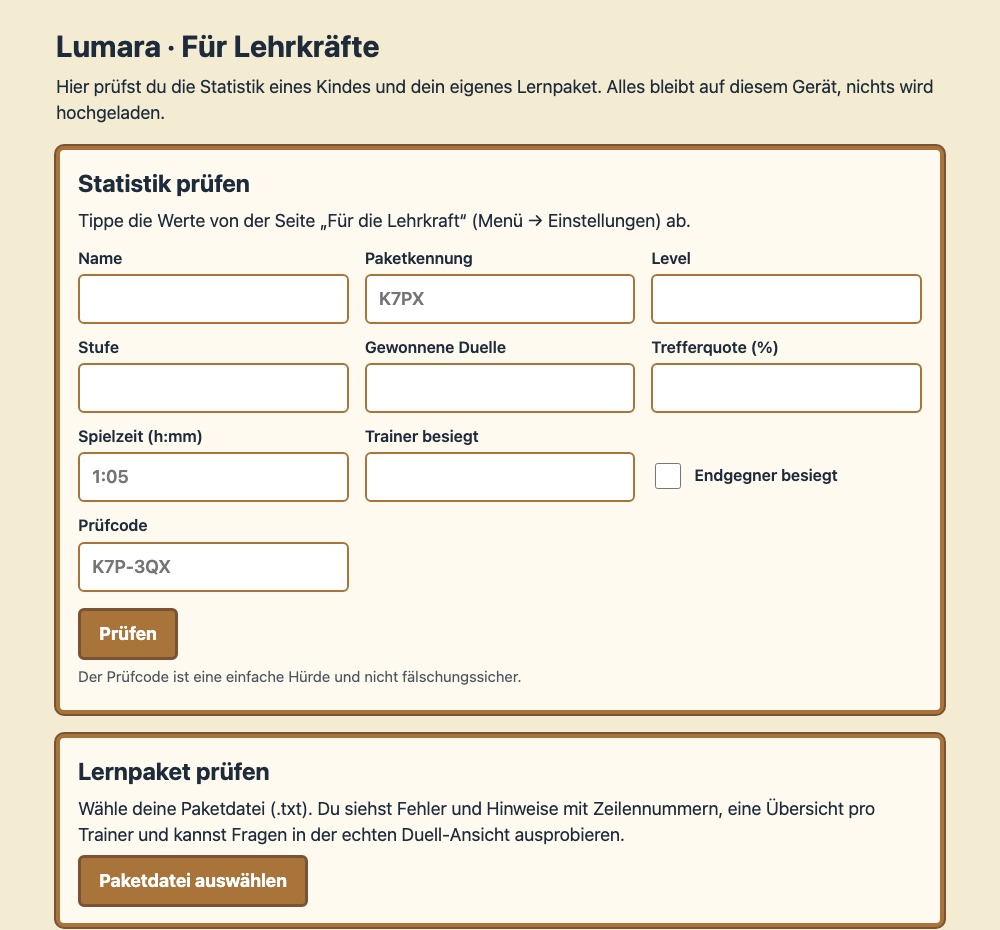 Lumara · Für Lehrkräfte
Hier prüfst du die Statistik eines Kindes und dein eigenes Lernpaket. Alles bleibt auf diesem Gerät, nichts wird
hochgeladen.
Statistik prüfen
Tippe die Werte von der Seite „Für die Lehrkraft“ (Menü → Einstellungen) ab.
Name
Paketkennung
Level
K7PX
Stufe
Gewonnene Duelle
Trefferquote (%)
Spielzeit (h:mm)
Trainer besiegt
1:05
Endgegner besiegt
Prüfcode
K7P-3QX
Prüfen
Der Prüfcode ist eine einfache Hürde und nicht fälschungssicher.
Lernpaket prüfen
Wähle deine Paketdatei (.txt). Du siehst Fehler und Hinweise mit Zeilennummern, eine Übersicht pro
Trainer und kannst Fragen in der echten Duell-Ansicht ausprobieren.
Paketdatei auswählen